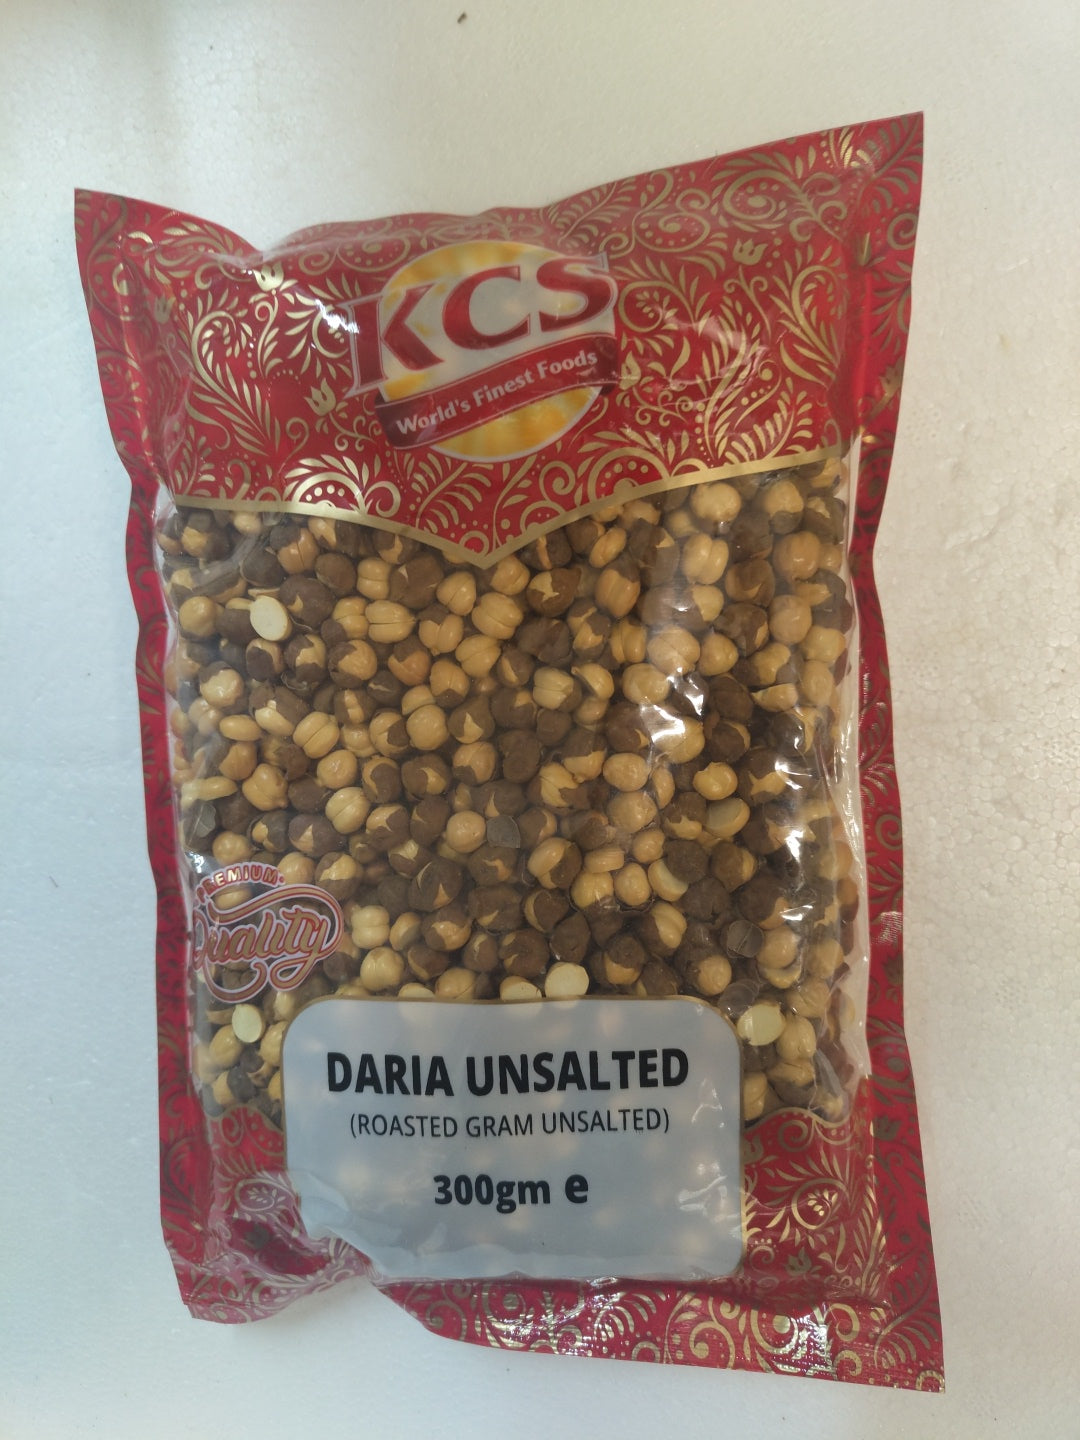 KCS
World's Finest Foods
PREMIUM
Quality
DARIA UNSALTED
(ROASTED GRAM UNSALTED)
300gm e